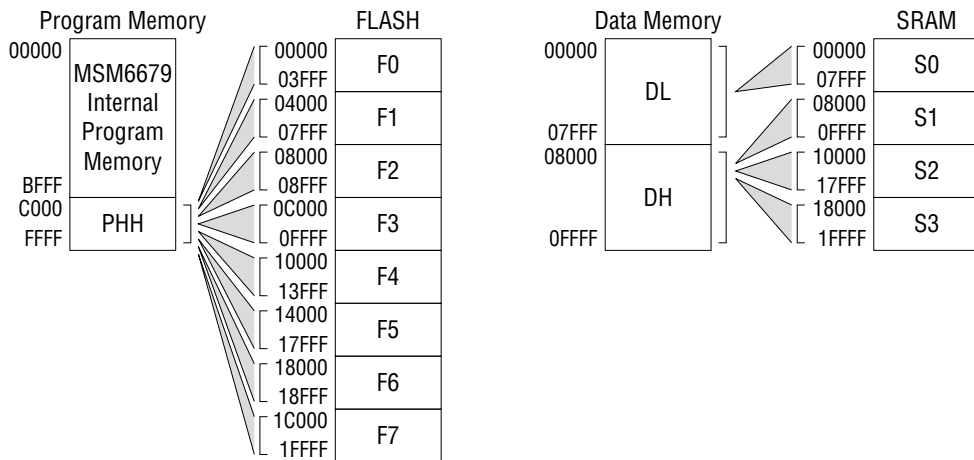 Program Memory
00000
MSM6679
Internal
Program
Memory
BFFF
C000
PHH
FFFF
FLASH
00000
F0
03FFF
04000
F1
07FFF
08000
F2
08FFF
0C000
F3
0FFFF
10000
F4
13FFF
14000
F5
17FFF
18000
F6
18FFF
1C000
F7
1FFFF
Data Memory
00000
DL
07FFF
08000
DH
0FFFF
SRAM
00000
S0
07FFF
08000
S1
0FFFF
10000
S2
17FFF
18000
S3
1FFFF